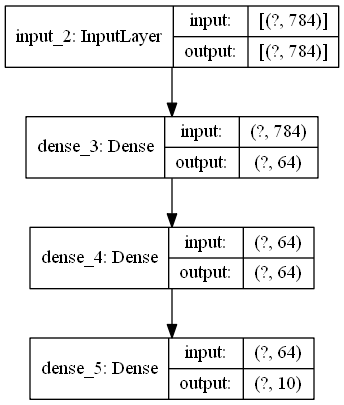 input_2: InputLayer
input: [(?, 784)]
output: [(?, 784)]
dense_3: Dense
input: (?, 784)
output: (?, 64)
dense_4: Dense
input: (?, 64)
output: (?, 64)
dense_5: Dense
input: (?, 64)
output: (?, 10)